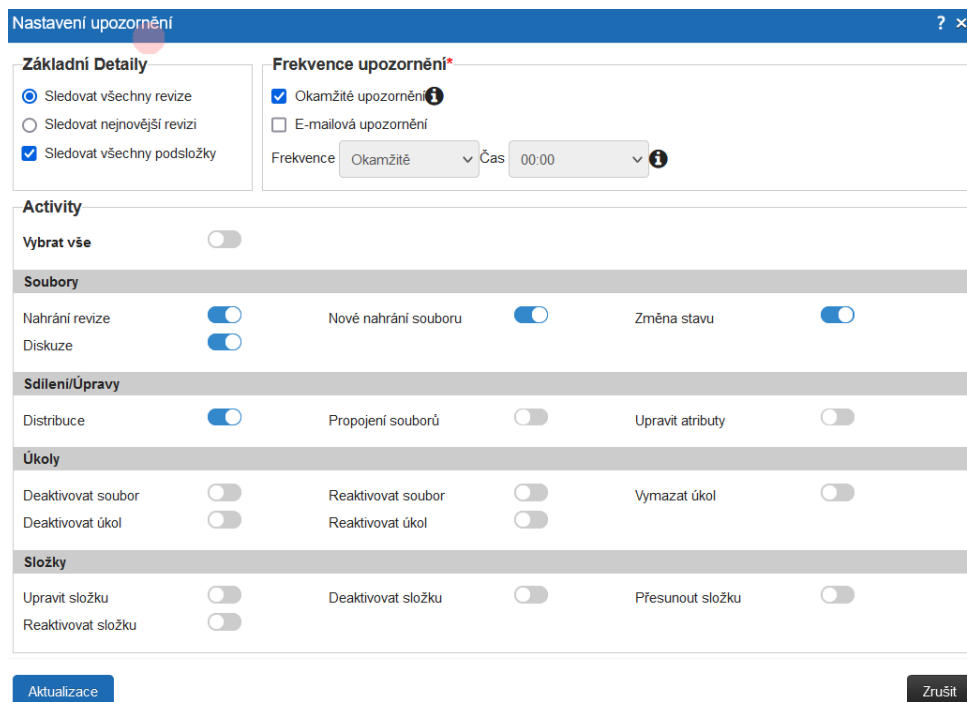 Nastavení upozornění ? ×
Základní Detaily
Sledovat všechny revize
Sledovat nejnovější revizi
Sledovat všechny podsložky
Frekvence upozornění*
Okamžité upozornění
E-mailová upozornění
Frekvence Okamžitě Čas 00:00
Activity
Vybrat vše
Soubory
Nahrání revize Nové nahrání souboru Změna stavu
Diskuze
Sdílení/Úpravy
Distribuce Propojení souborů Upravit atributy
Úkoly
Deaktivovat soubor Reaktivovat soubor Vymazat úkol
Deaktivovat úkol Reaktivovat úkol
Složky
Upravit složku Deaktivovat složku Přesunout složku
Reaktivovat složku
Aktualizace Zrušit